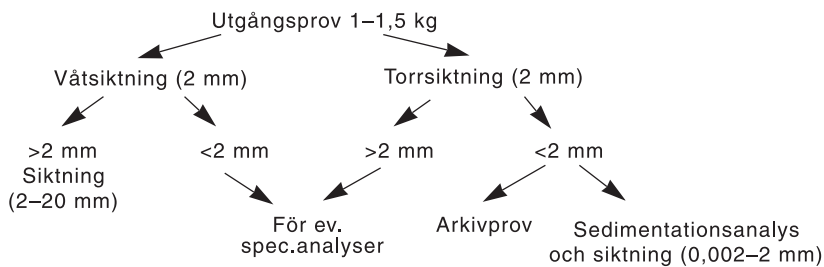 Utgångsprov 1–1,5 kg
Våtsiktning (2 mm)
Torrsiktning (2 mm)
>2 mm
Siktning
(2–20 mm)
<2 mm
>2 mm
<2 mm
För ev.
spec.analyser
Arkivprov
Sedimentationsanalys
och siktning (0,002–2 mm)